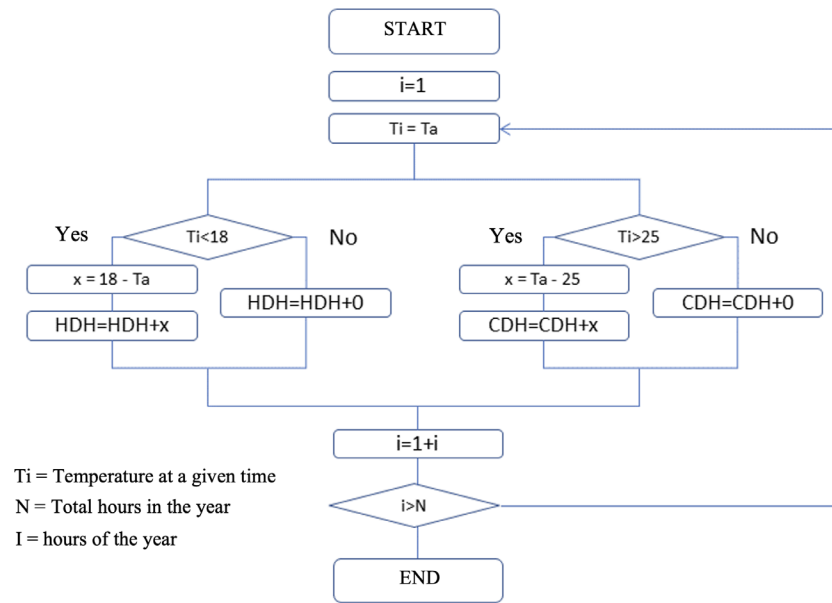 START
i=1
Ti = Ta
Yes
Ti<18
No
Yes
Ti>25
No
x = 18 - Ta
HDH=HDH+0
HDH=HDH+x
x = Ta - 25
CDH=CDH+0
CDH=CDH+x
i=1+i
Ti = Temperature at a given time
N = Total hours in the year
I = hours of the year
i>N
END